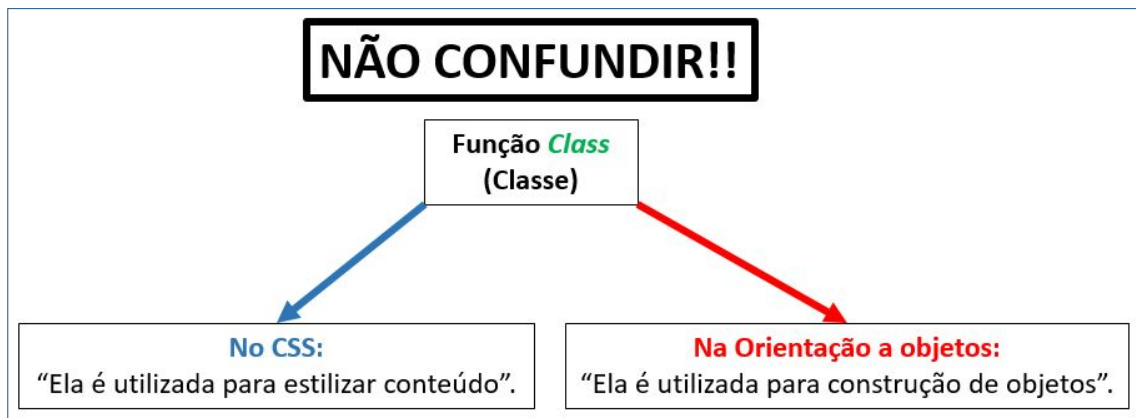 NÃO CONFUNDIR!!
Função Class
(Classe)
No CSS:
“Ela é utilizada para estilizar conteúdo”.
Na Orientação a objetos:
“Ela é utilizada para construção de objetos”.